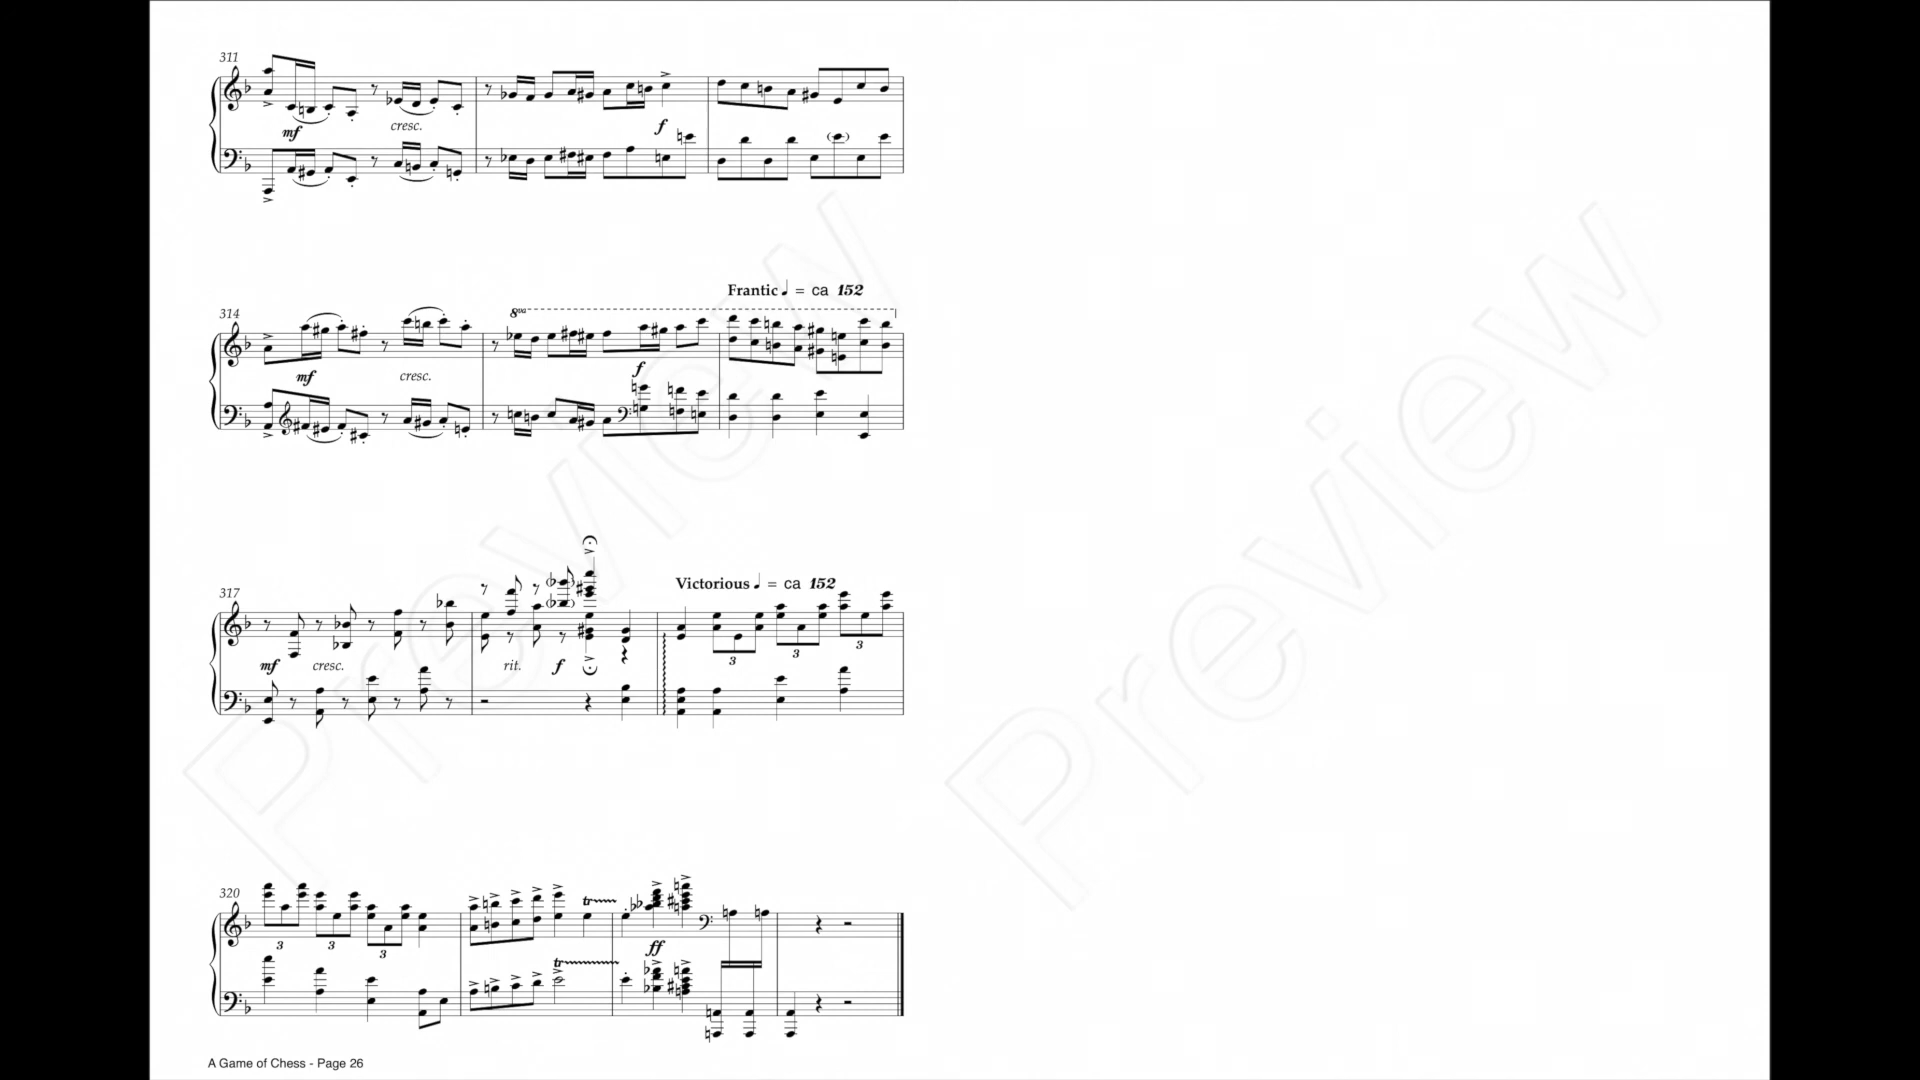 311
mf
cresc.
f
Frantic ♩ = ca 152
314
8va
mf
cresc.
f
Victorious ♩ = ca 152
317
mf
cresc.
rit.
f
3
3
3
320
tr
3
3
3
ff
tr
A Game of Chess - Page 26
Preview
Preview